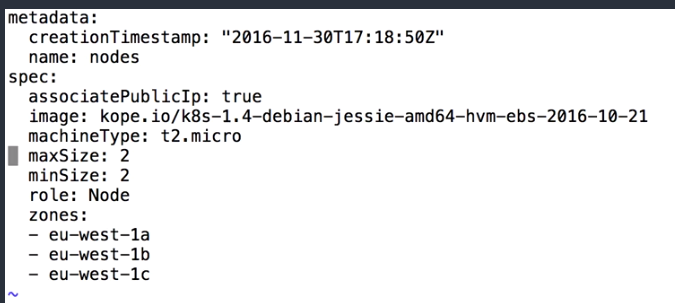 metadata:
  creationTimestamp: "2016-11-30T17:18:50Z"
  name: nodes
spec:
  associatePublicIp: true
  image: kope.io/k8s-1.4-debian-jessie-amd64-hvm-ebs-2016-10-21
  machineType: t2.micro
  maxSize: 2
  minSize: 2
  role: Node
  zones:
  - eu-west-1a
  - eu-west-1b
  - eu-west-1c
~